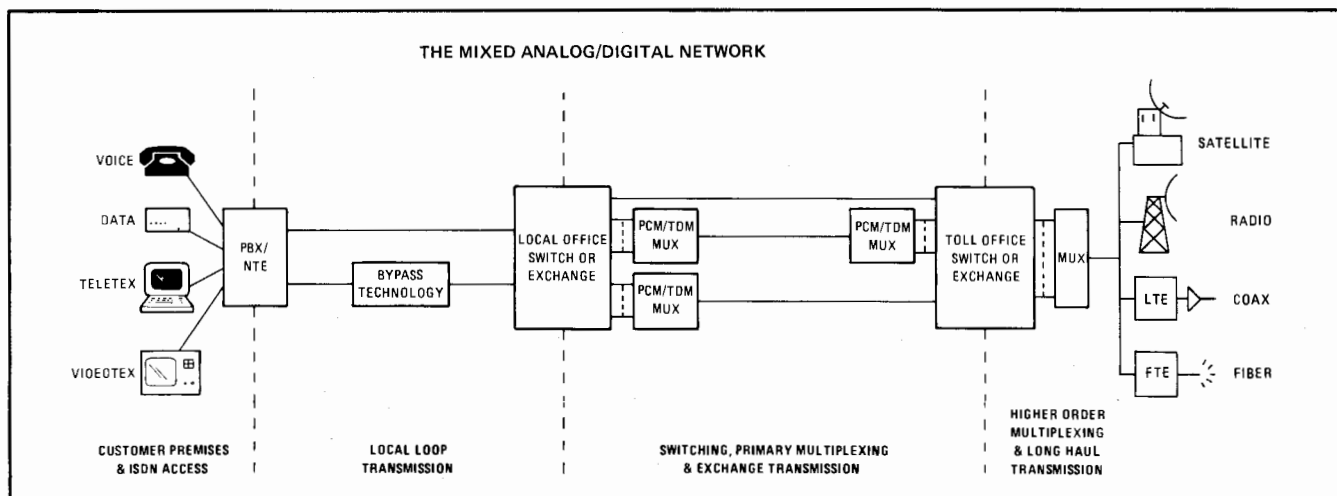 THE MIXED ANALOG/DIGITAL NETWORK
VOICE
DATA
TELETEX
VIDEOTEX
PBX/
NTE
BYPASS
TECHNOLOGY
LOCAL OFFICE
SWITCH OR
EXCHANGE
PCM/TDM
MUX
PCM/TDM
MUX
PCM/TDM
MUX
TOLL OFFICE
SWITCH OR
EXCHANGE
MUX
SATELLITE
RADIO
LTE
COAX
FTE
FIBER
CUSTOMER PREMISES
& ISDN ACCESS
LOCAL LOOP
TRANSMISSION
SWITCHING, PRIMARY MULTIPLEXING
& EXCHANGE TRANSMISSION
HIGHER ORDER
MULTIPLEXING
& LONG HAUL
TRANSMISSION